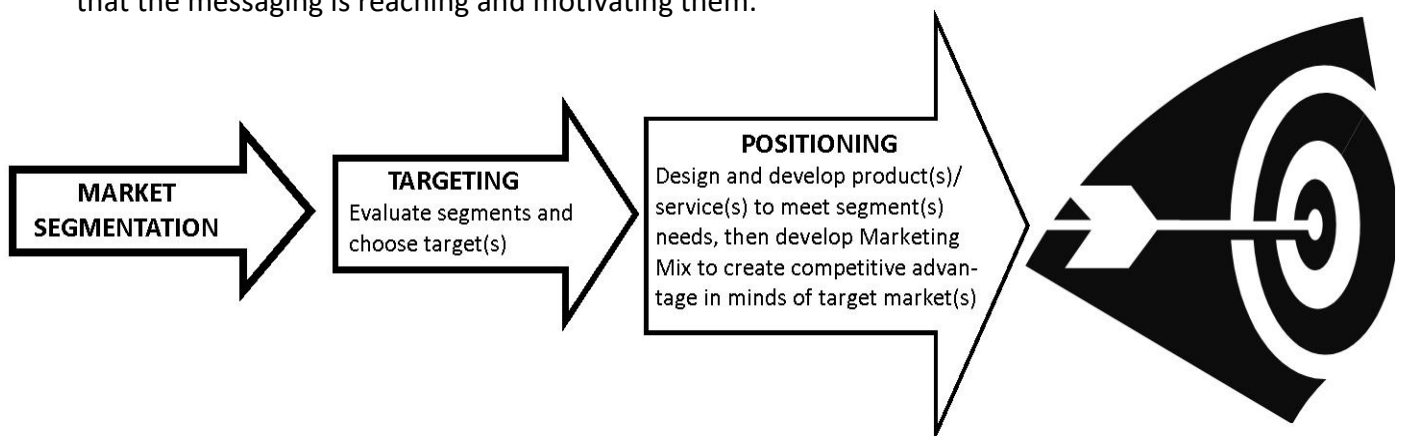 that the messaging is reaching and motivating them.
MARKET
SEGMENTATION
TARGETING
Evaluate segments and
choose target(s)
POSITIONING
Design and develop product(s)/
service(s) to meet segment(s)
needs, then develop Marketing
Mix to create competitive advan-
tage in minds of target market(s)